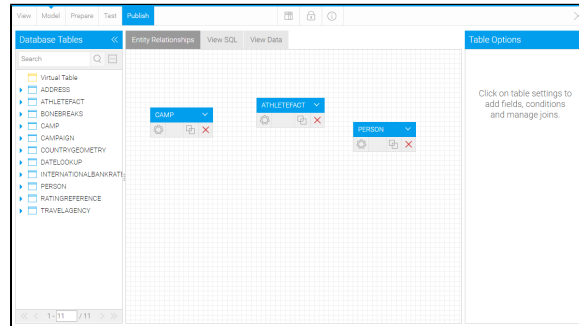 View Model Prepare Test Publish
Database Tables
Entity Relationships View SQL View Data
Table Options
Search
Virtual Table
ADDRESS
ATHLETEFACT
BONEBREAKS
CAMP
CAMPAIGN
COUNTRYGEOMETRY
DATELOOKUP
INTERNATIONALBANKRATE
PERSON
RATINGREFERENCE
TRAVELAGENCY
CAMP
ATHLETEFACT
PERSON
Click on table settings to
add fields, conditions
and manage joins.
1 - 11 / 11